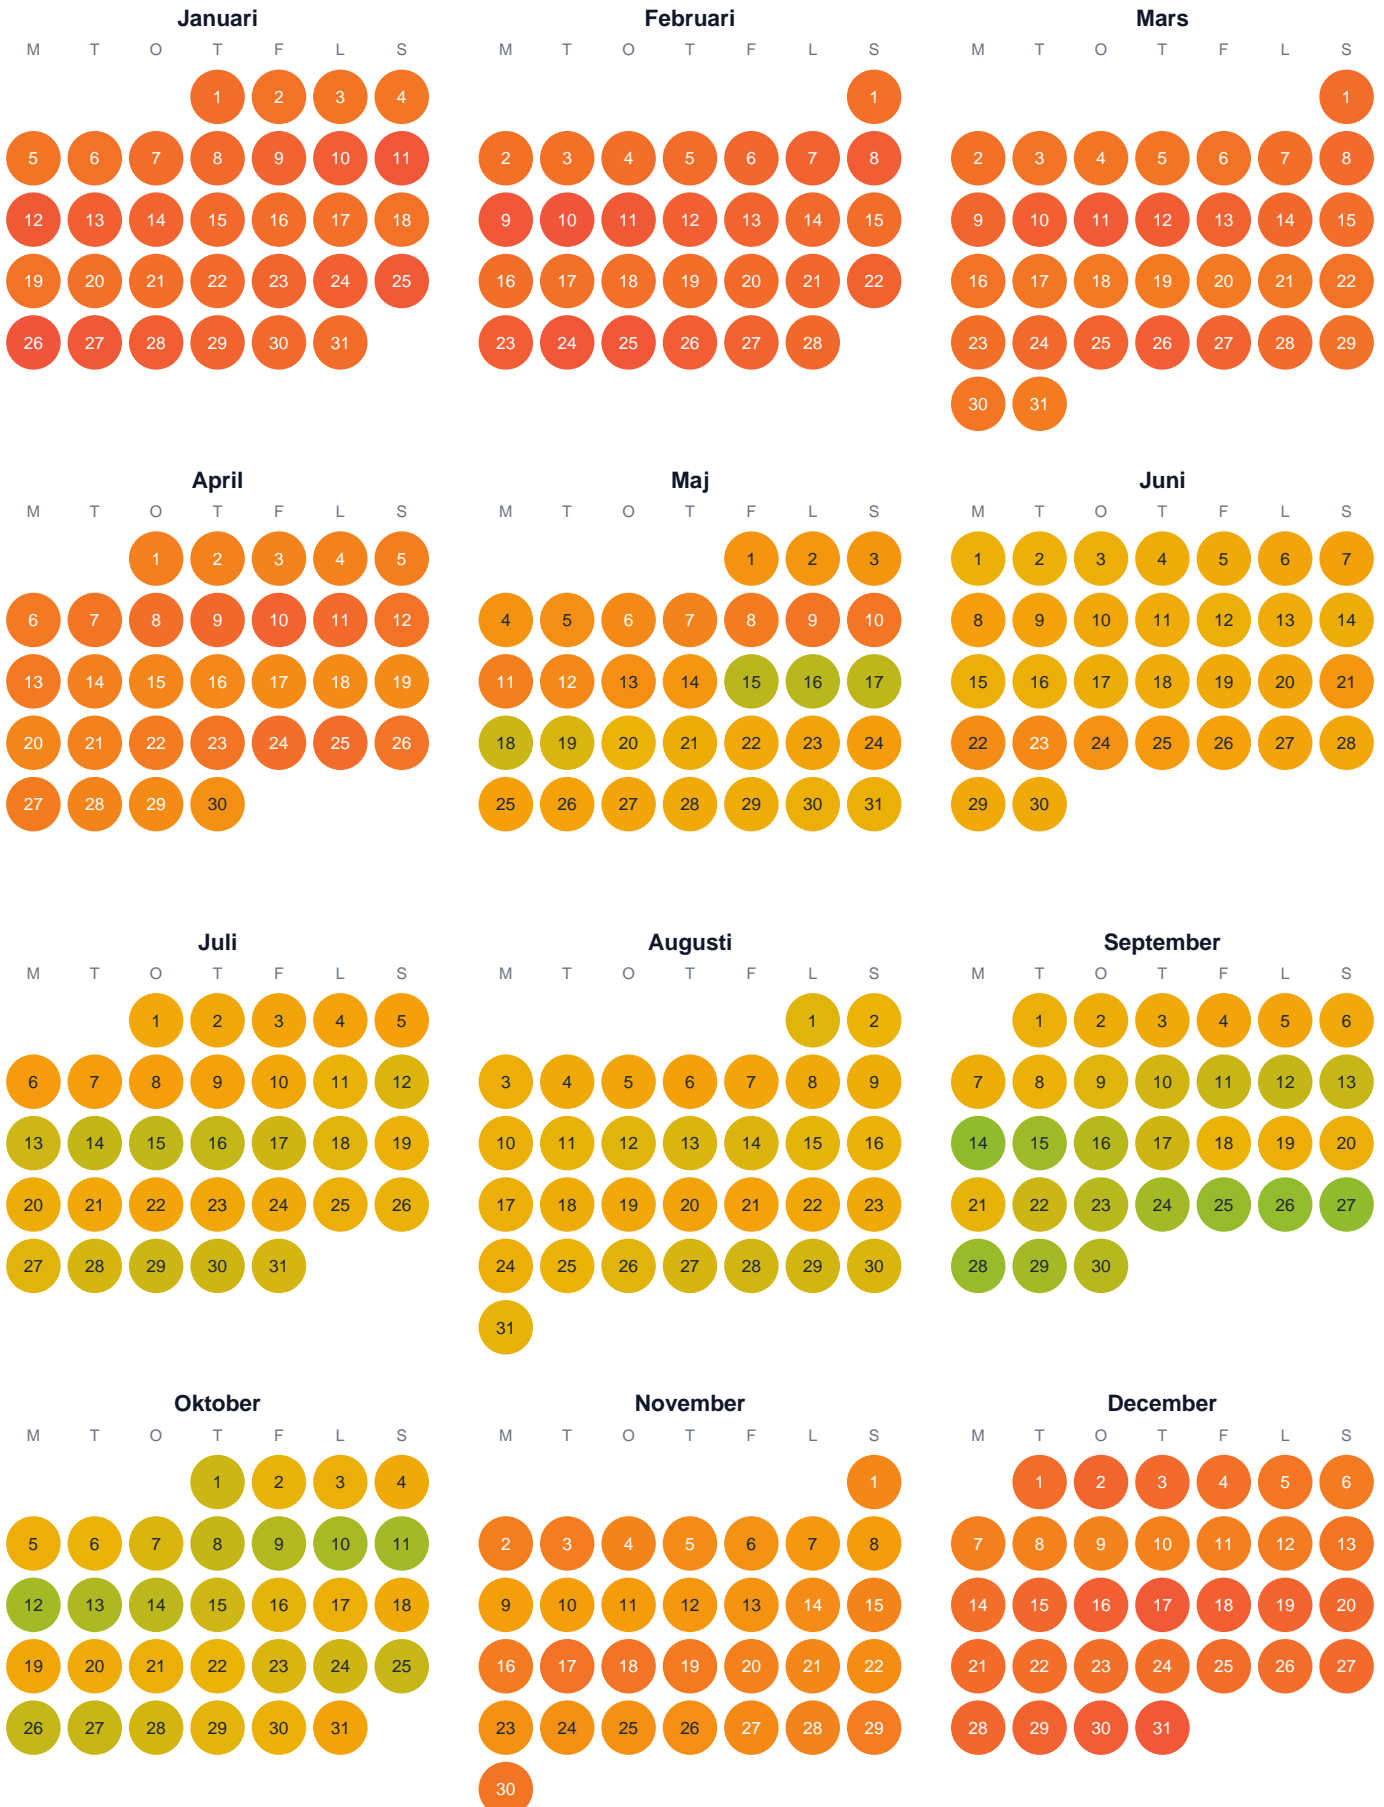 Januari Februari Mars
M T O T F L S M T O T F L S M T O T F L S
1 2 3 4 1 1
5 6 7 8 9 10 11 2 3 4 5 6 7 8 2 3 4 5 6 7 8
12 13 14 15 16 17 18 9 10 11 12 13 14 15 9 10 11 12 13 14 15
19 20 21 22 23 24 25 16 17 18 19 20 21 22 16 17 18 19 20 21 22
26 27 28 29 30 31 23 24 25 26 27 28 23 24 25 26 27 28 29
30 31
April Maj Juni
M T O T F L S M T O T F L S M T O T F L S
1 2 3 4 5 1 2 3 1 2 3 4 5 6 7
6 7 8 9 10 11 12 4 5 6 7 8 9 10 8 9 10 11 12 13 14
13 14 15 16 17 18 19 11 12 13 14 15 16 17 15 16 17 18 19 20 21
20 21 22 23 24 25 26 18 19 20 21 22 23 24 22 23 24 25 26 27 28
27 28 29 30 25 26 27 28 29 30 31 29 30
Juli Augusti September
M T O T F L S M T O T F L S M T O T F L S
1 2 3 4 5 1 2 1 2 3 4 5 6
6 7 8 9 10 11 12 3 4 5 6 7 8 9 7 8 9 10 11 12 13
13 14 15 16 17 18 19 10 11 12 13 14 15 16 14 15 16 17 18 19 20
20 21 22 23 24 25 26 17 18 19 20 21 22 23 21 22 23 24 25 26 27
27 28 29 30 31 24 25 26 27 28 29 30 28 29 30
31
Oktober November December
M T O T F L S M T O T F L S M T O T F L S
1 2 3 4 1 1 2 3 4 5 6
5 6 7 8 9 10 11 2 3 4 5 6 7 8 7 8 9 10 11 12 13
12 13 14 15 16 17 18 9 10 11 12 13 14 15 14 15 16 17 18 19 20
19 20 21 22 23 24 25 16 17 18 19 20 21 22 21 22 23 24 25 26 27
26 27 28 29 30 31 23 24 25 26 27 28 29 28 29 30 31
30